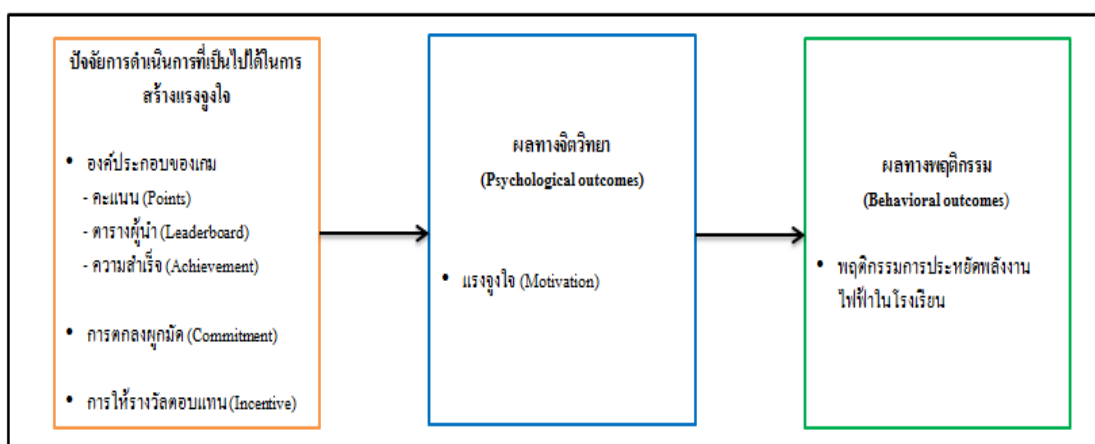 ปัจจัยการดำเนินการที่เป็นไปได้ในการ
สร้างแรงจูงใจ
• องค์ประกอบของเกม
- คะแนน (Points)
- ตารางผู้นำ (Leaderboard)
- ความสำเร็จ (Achievement)
• การตกลงผูกมัด (Commitment)
• การให้รางวัลตอบแทน (Incentive)
ผลทางจิตวิทยา
(Psychological outcomes)
• แรงจูงใจ (Motivation)
ผลทางพฤติกรรม
(Behavioral outcomes)
• พฤติกรรมการประหยัดพลังงาน
ไฟฟ้าในโรงเรียน